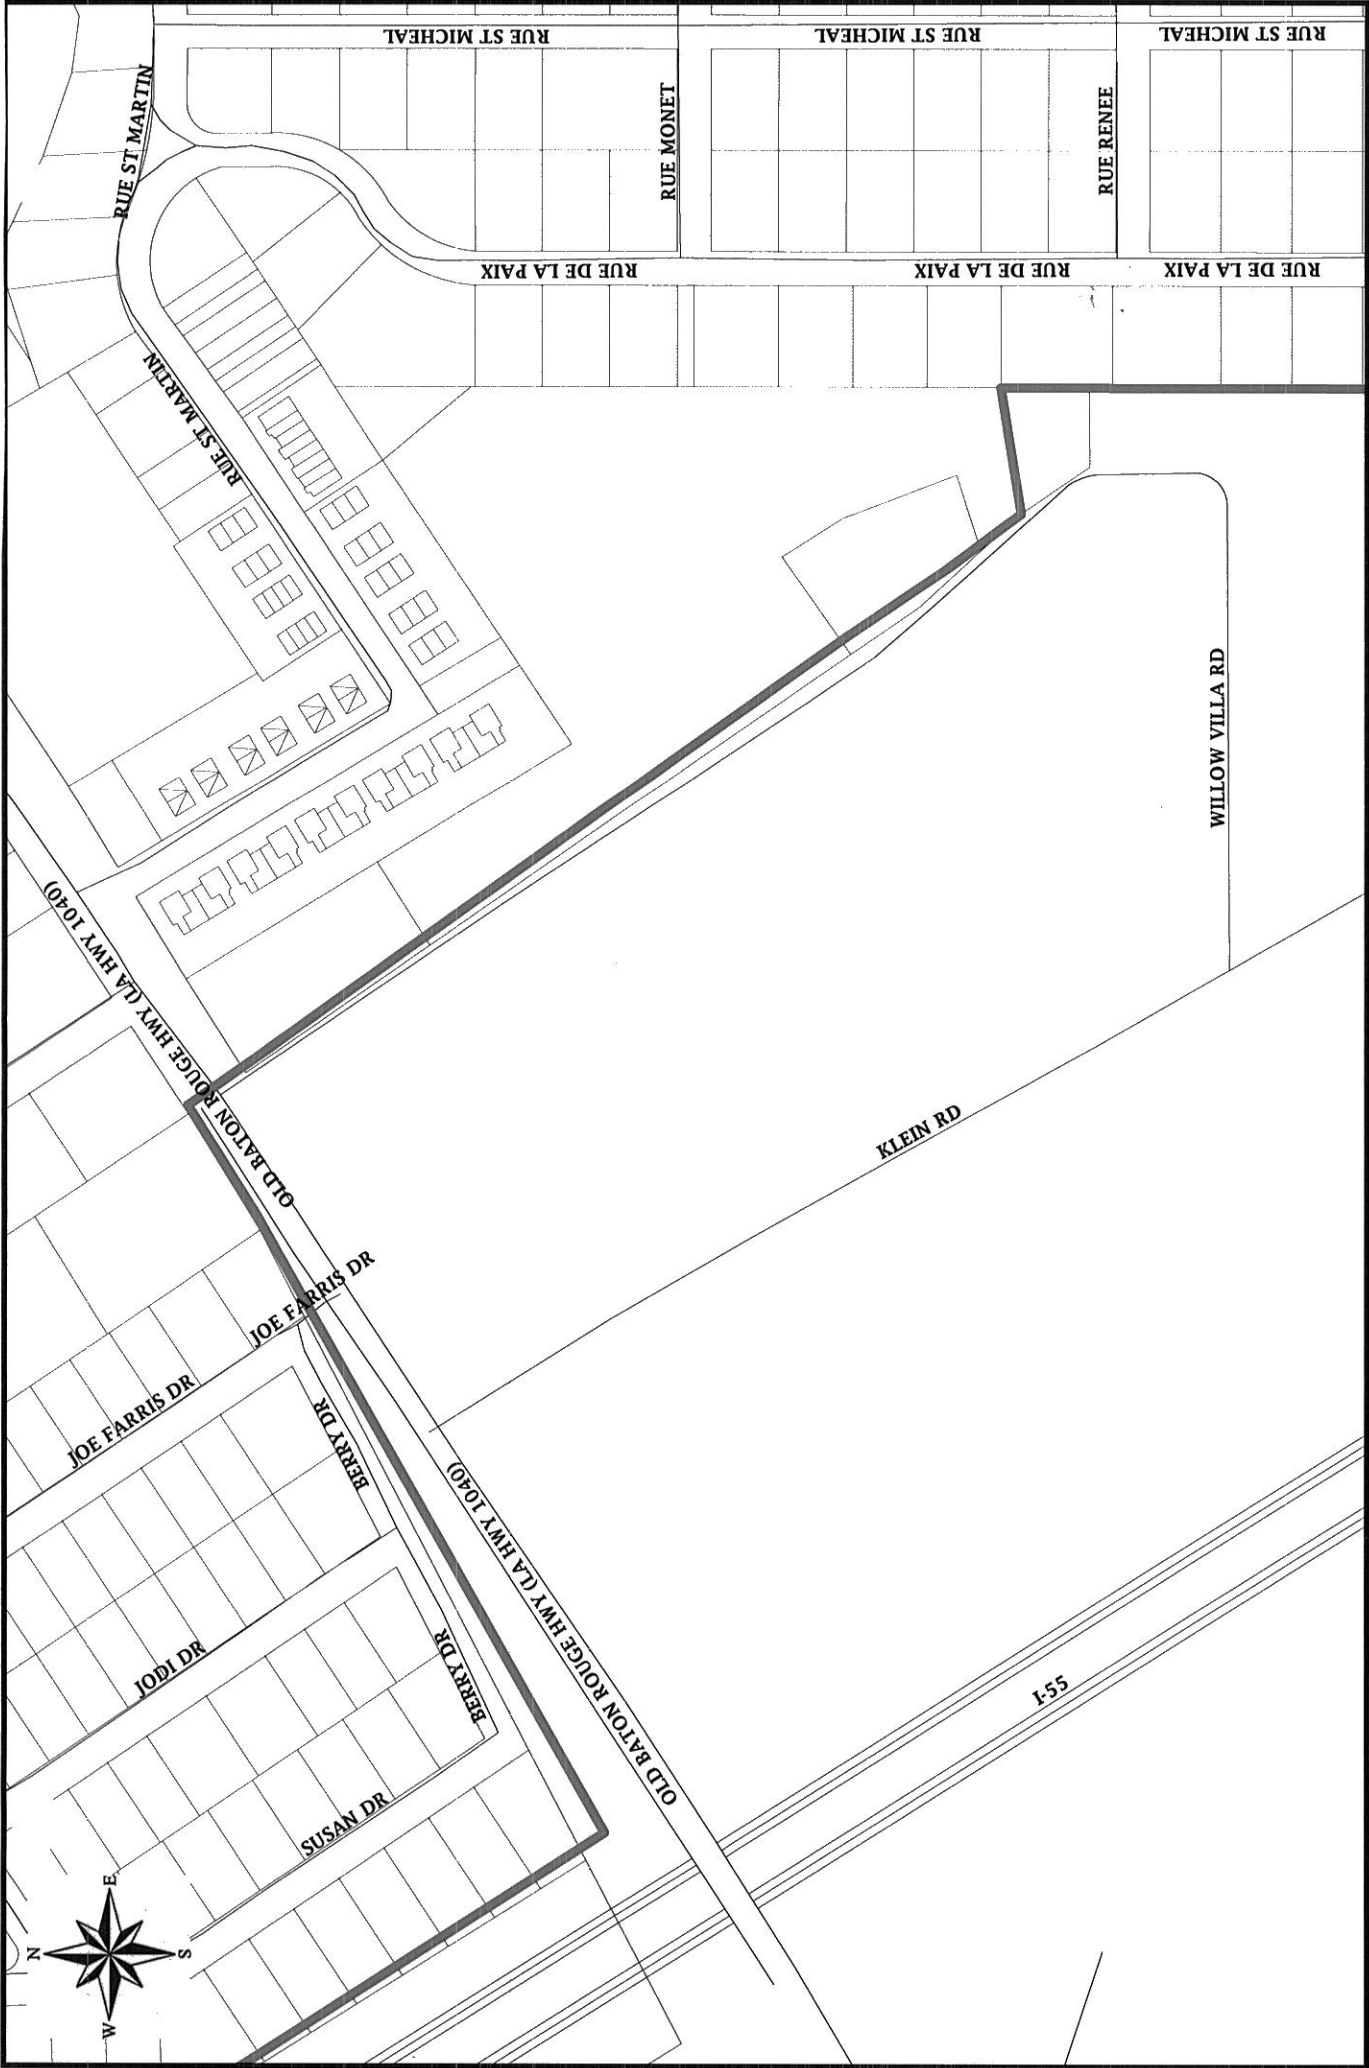 RUE ST MICHEAL
RUE ST MICHEAL
RUE ST MICHEAL
RUE ST MARTIN
RUE MONET
RUE RENEE
RUE DE LA PAIX
RUE DE LA PAIX
RUE DE LA PAIX
RUE ST MARTIN
WILLOW VILLA RD
OLD BATON ROUGE HWY (LA HWY 1040)
KLEIN RD
JOE FARRIS DR
JOE FARRIS DR
BERRY DR
OLD BATON ROUGE HWY (LA HWY 1040)
JODI DR
BERRY DR
I-55
SUSAN DR
N
E
S
W